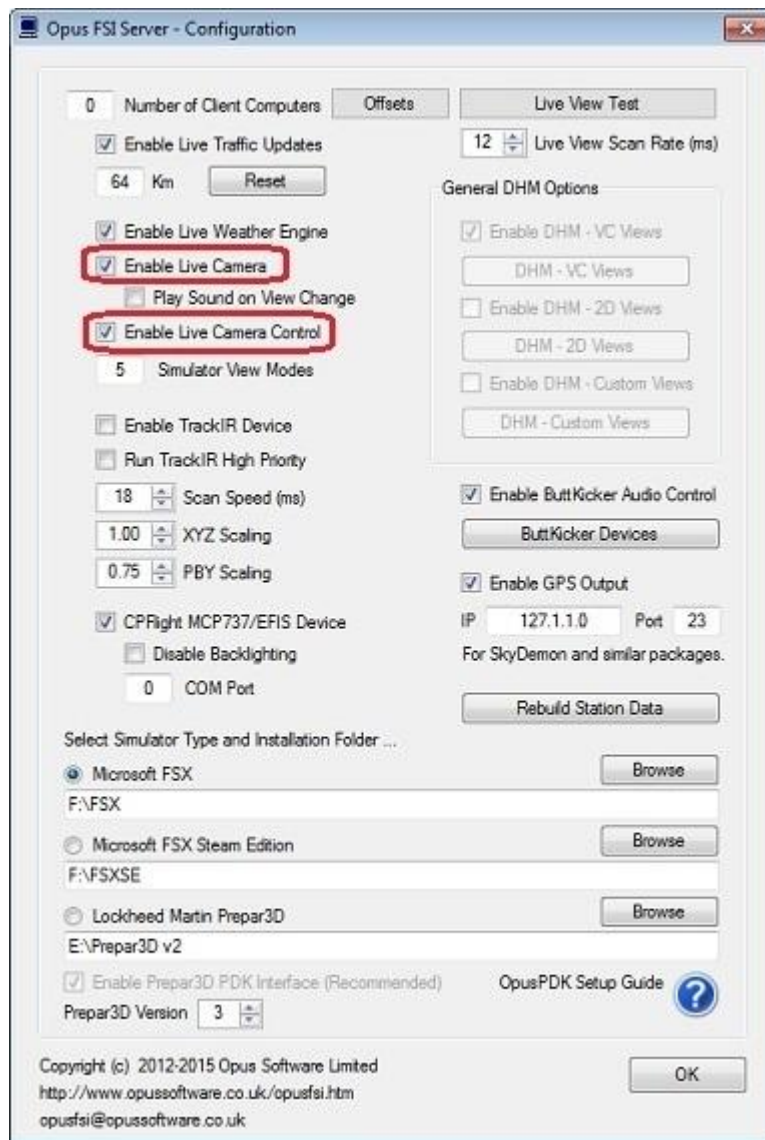 Opus FSI Server - Configuration
0 Number of Client Computers Offsets Live View Test
Enable Live Traffic Updates 12 Live View Scan Rate (ms)
64 Km Reset
General DHM Options
Enable Live Weather Engine Enable DHM - VC Views
Enable Live Camera DHM - VC Views
Play Sound on View Change Enable DHM - 2D Views
Enable Live Camera Control DHM - 2D Views
5 Simulator View Modes Enable DHM - Custom Views
Enable TrackIR Device DHM - Custom Views
Run TrackIR High Priority
18 Scan Speed (ms) Enable ButtKicker Audio Control
1.00 XYZ Scaling ButtKicker Devices
0.75 PBY Scaling Enable GPS Output
CPFlight MCP737/EFIS Device IP 127.1.1.0 Port 23
Disable Backlighting For SkyDemon and similar packages.
0 COM Port Rebuild Station Data
Select Simulator Type and Installation Folder ...
Microsoft FSX Browse
F:\FSX
Microsoft FSX Steam Edition Browse
F:\FSXSE
Lockheed Martin Prepar3D Browse
E:\Prepar3D v2
Enable Prepar3D PDK Interface (Recommended) OpusPDK Setup Guide ?
Prepar3D Version 3
Copyright (c) 2012-2015 Opus Software Limited OK
http://www.opussoftware.co.uk/opusfsi.htm
opusfsi@opussoftware.co.uk